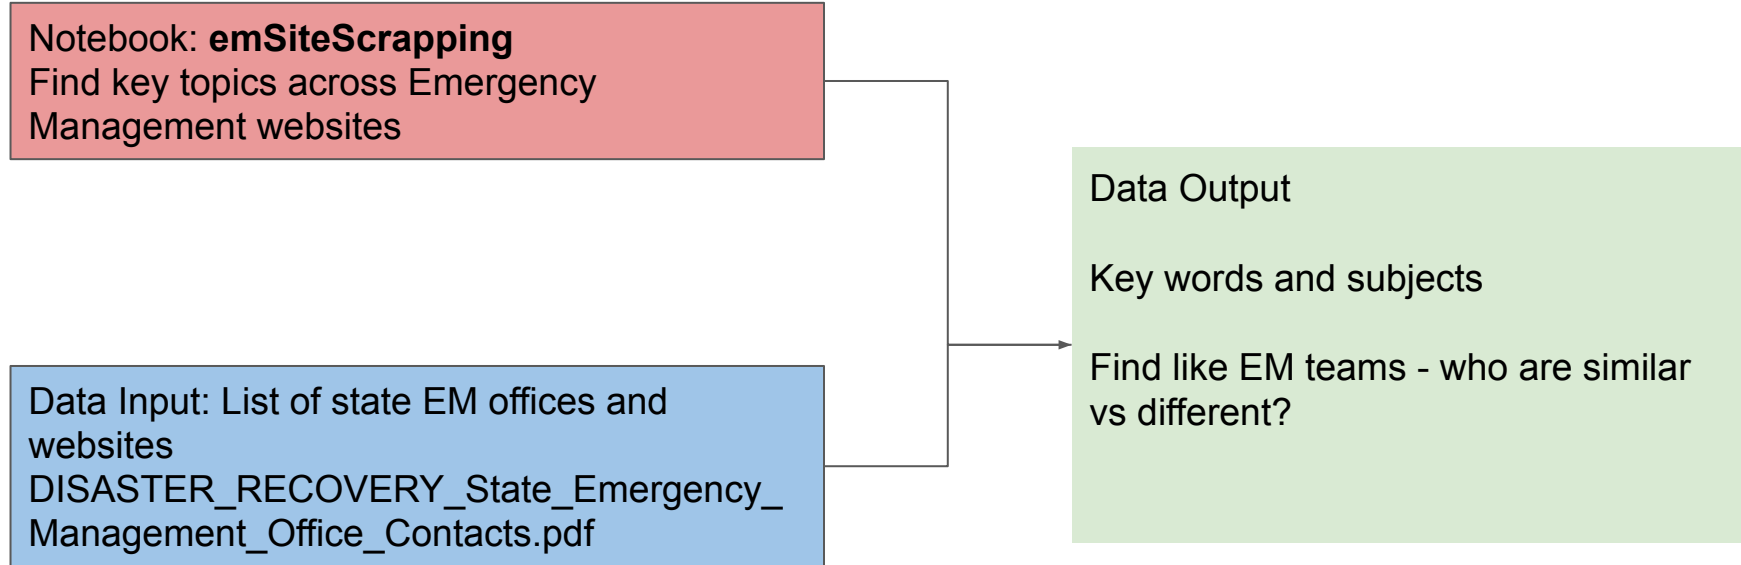 Notebook: emSiteScrapping
Find key topics across Emergency
Management websites
Data Input: List of state EM offices and
websites
DISASTER_RECOVERY_State_Emergency_
Management_Office_Contacts.pdf
Data Output
Key words and subjects
Find like EM teams - who are similar
vs different?